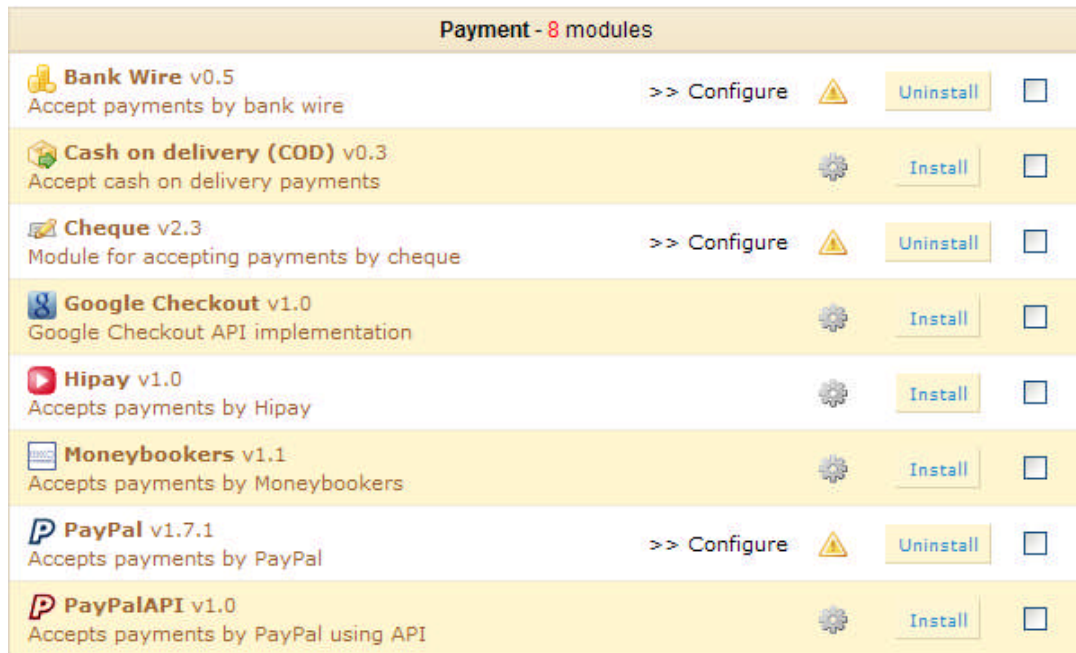 Payment - 8 modules
Bank Wire v0.5
Accept payments by bank wire
>> Configure
Uninstall
Cash on delivery (COD) v0.3
Accept cash on delivery payments
Install
Cheque v2.3
Module for accepting payments by cheque
>> Configure
Uninstall
Google Checkout v1.0
Google Checkout API implementation
Install
Hipay v1.0
Accepts payments by Hipay
Install
Moneybookers v1.1
Accepts payments by Moneybookers
Install
PayPal v1.7.1
Accepts payments by PayPal
>> Configure
Uninstall
PayPalAPI v1.0
Accepts payments by PayPal using API
Install